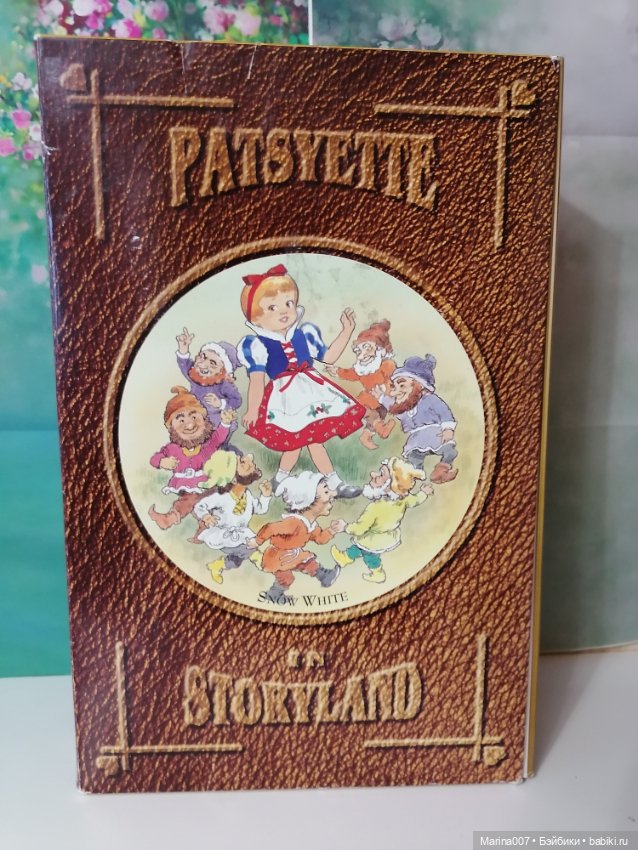 PATSYETTE
SNOW WHITE
IN
STORYLAND
Marina007 • Бэйбики • babiki.ru